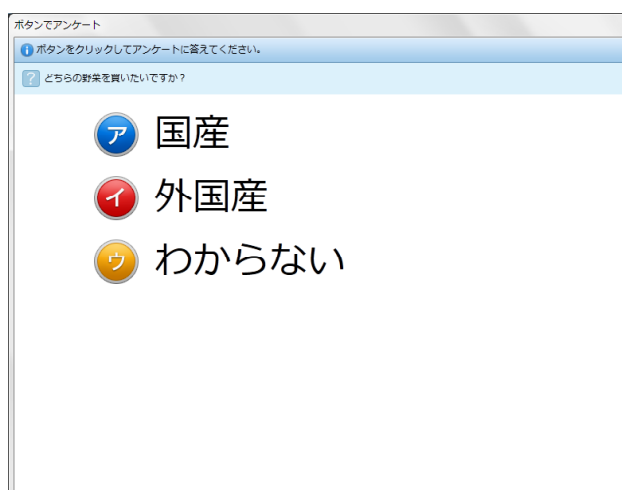 ボタンでアンケート
ボタンをクリックしてアンケートに答えてください。
? どちらの野菜を買いたいですか？
ア 国産
イ 外国産
ウ わからない